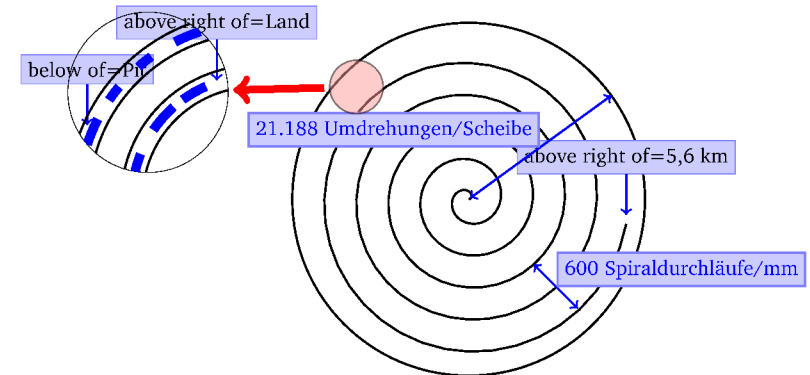 above right of=Land
below of=Pit
21.188 Umdrehungen/Scheibe
above right of=5,6 km
600 Spiraldurchläufe/mm